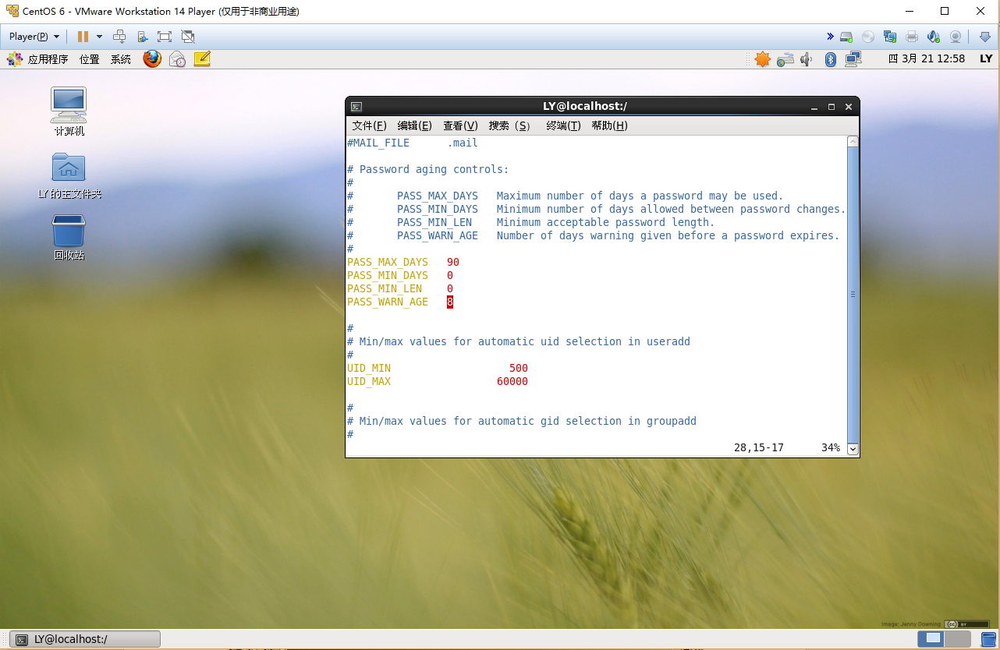 CentOS 6 - VMware Workstation 14 Player (仅用于非商业用途)
Player(P)
应用程序 位置 系统
四 3月 21 12:58 LY
计算机
LY 的主文件夹
回收站
LY@localhost:/
文件(F) 编辑(E) 查看(V) 搜索 (S) 终端(T) 帮助(H)
#MAIL_FILE      .mail
# Password aging controls:
#
#       PASS_MAX_DAYS   Maximum number of days a password may be used.
#       PASS_MIN_DAYS   Minimum number of days allowed between password changes.
#       PASS_MIN_LEN    Minimum acceptable password length.
#       PASS_WARN_AGE   Number of days warning given before a password expires.
#
PASS_MAX_DAYS   90
PASS_MIN_DAYS   0
PASS_MIN_LEN    0
PASS_WARN_AGE   8
#
# Min/max values for automatic uid selection in useradd
#
UID_MIN                   500
UID_MAX                 60000
#
# Min/max values for automatic gid selection in groupadd
#
28,15-17      34%
Image: Jenny Downing (cc) BY
LY@localhost:/